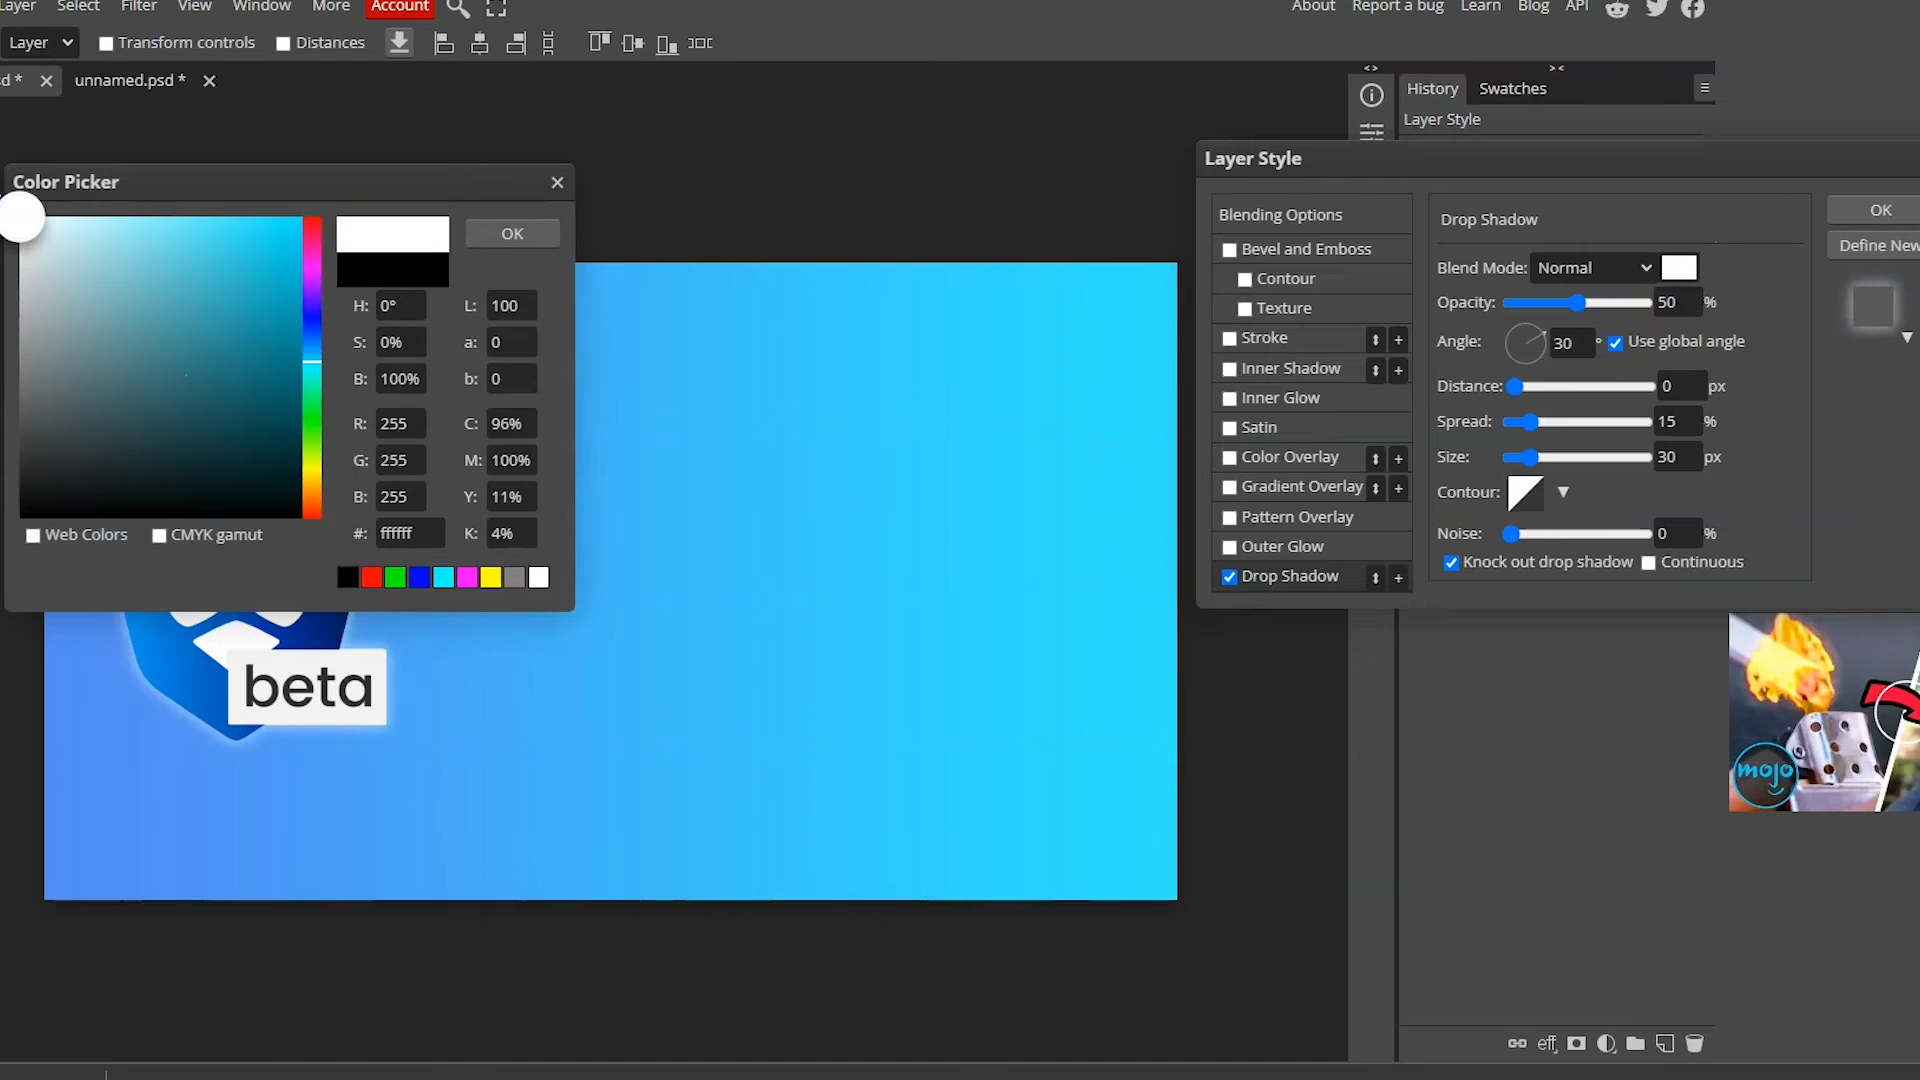 Layer Select Filter View Window More Account
About Report a bug Learn Blog API
Layer Transform controls Distances
d * unnamed.psd *
History Swatches
Layer Style
Color Picker
OK
H: 0° L: 100
S: 0% a: 0
B: 100% b: 0
R: 255 C: 96%
G: 255 M: 100%
B: 255 Y: 11%
#: ffffff K: 4%
Web Colors CMYK gamut
beta
Layer Style
Blending Options
Bevel and Emboss
Contour
Texture
Stroke
Inner Shadow
Inner Glow
Satin
Color Overlay
Gradient Overlay
Pattern Overlay
Outer Glow
Drop Shadow
Drop Shadow
Blend Mode: Normal
Opacity: 50 %
Angle: 30 ° Use global angle
Distance: 0 px
Spread: 15 %
Size: 30 px
Contour:
Noise: 0 %
Knock out drop shadow Continuous
OK
Define New
mojo
eff